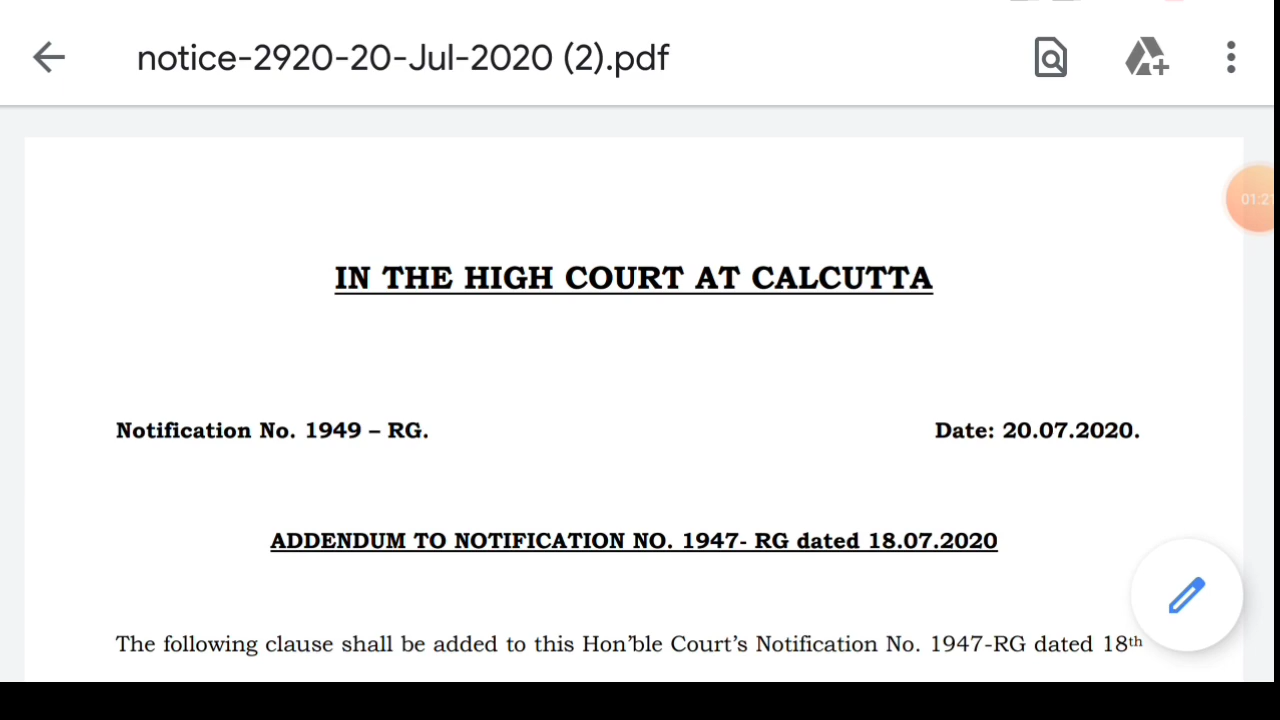 notice-2920-20-Jul-2020 (2).pdf
01:21
IN THE HIGH COURT AT CALCUTTA
Notification No. 1949 – RG. Date: 20.07.2020.
ADDENDUM TO NOTIFICATION NO. 1947- RG dated 18.07.2020
The following clause shall be added to this Hon’ble Court’s Notification No. 1947-RG dated 18th